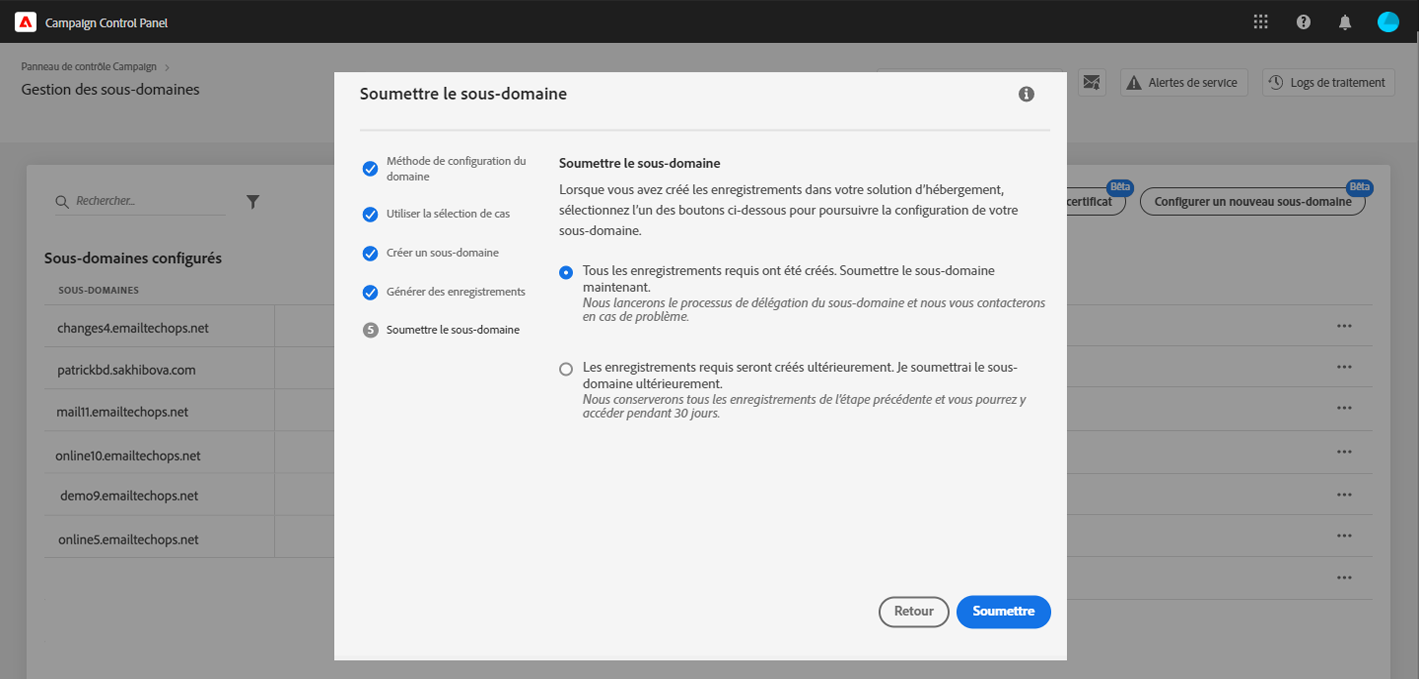 Campaign Control Panel
Panneau de contrôle Campaign
Gestion des sous-domaines
Alertes de service
Logs de traitement
Rechercher...
certificat
Bêta
Configurer un nouveau sous-domaine
Bêta
Sous-domaines configurés
SOUS-DOMAINES
changes4.emailtechops.net
patrickbd.sakhibova.com
mail11.emailtechops.net
online10.emailtechops.net
demo9.emailtechops.net
online5.emailtechops.net
Soumettre le sous-domaine
Méthode de configuration du
domaine
Utiliser la sélection de cas
Créer un sous-domaine
Générer des enregistrements
5 Soumettre le sous-domaine
Soumettre le sous-domaine
Lorsque vous avez créé les enregistrements dans votre solution d’hébergement,
sélectionnez l’un des boutons ci-dessous pour poursuivre la configuration de votre
sous-domaine.
Tous les enregistrements requis ont été créés. Soumettre le sous-domaine
maintenant.
Nous lancerons le processus de délégation du sous-domaine et nous vous contacterons
en cas de problème.
Les enregistrements requis seront créés ultérieurement. Je soumettrai le sous-
domaine ultérieurement.
Nous conserverons tous les enregistrements de l’étape précédente et vous pourrez y
accéder pendant 30 jours.
Retour
Soumettre